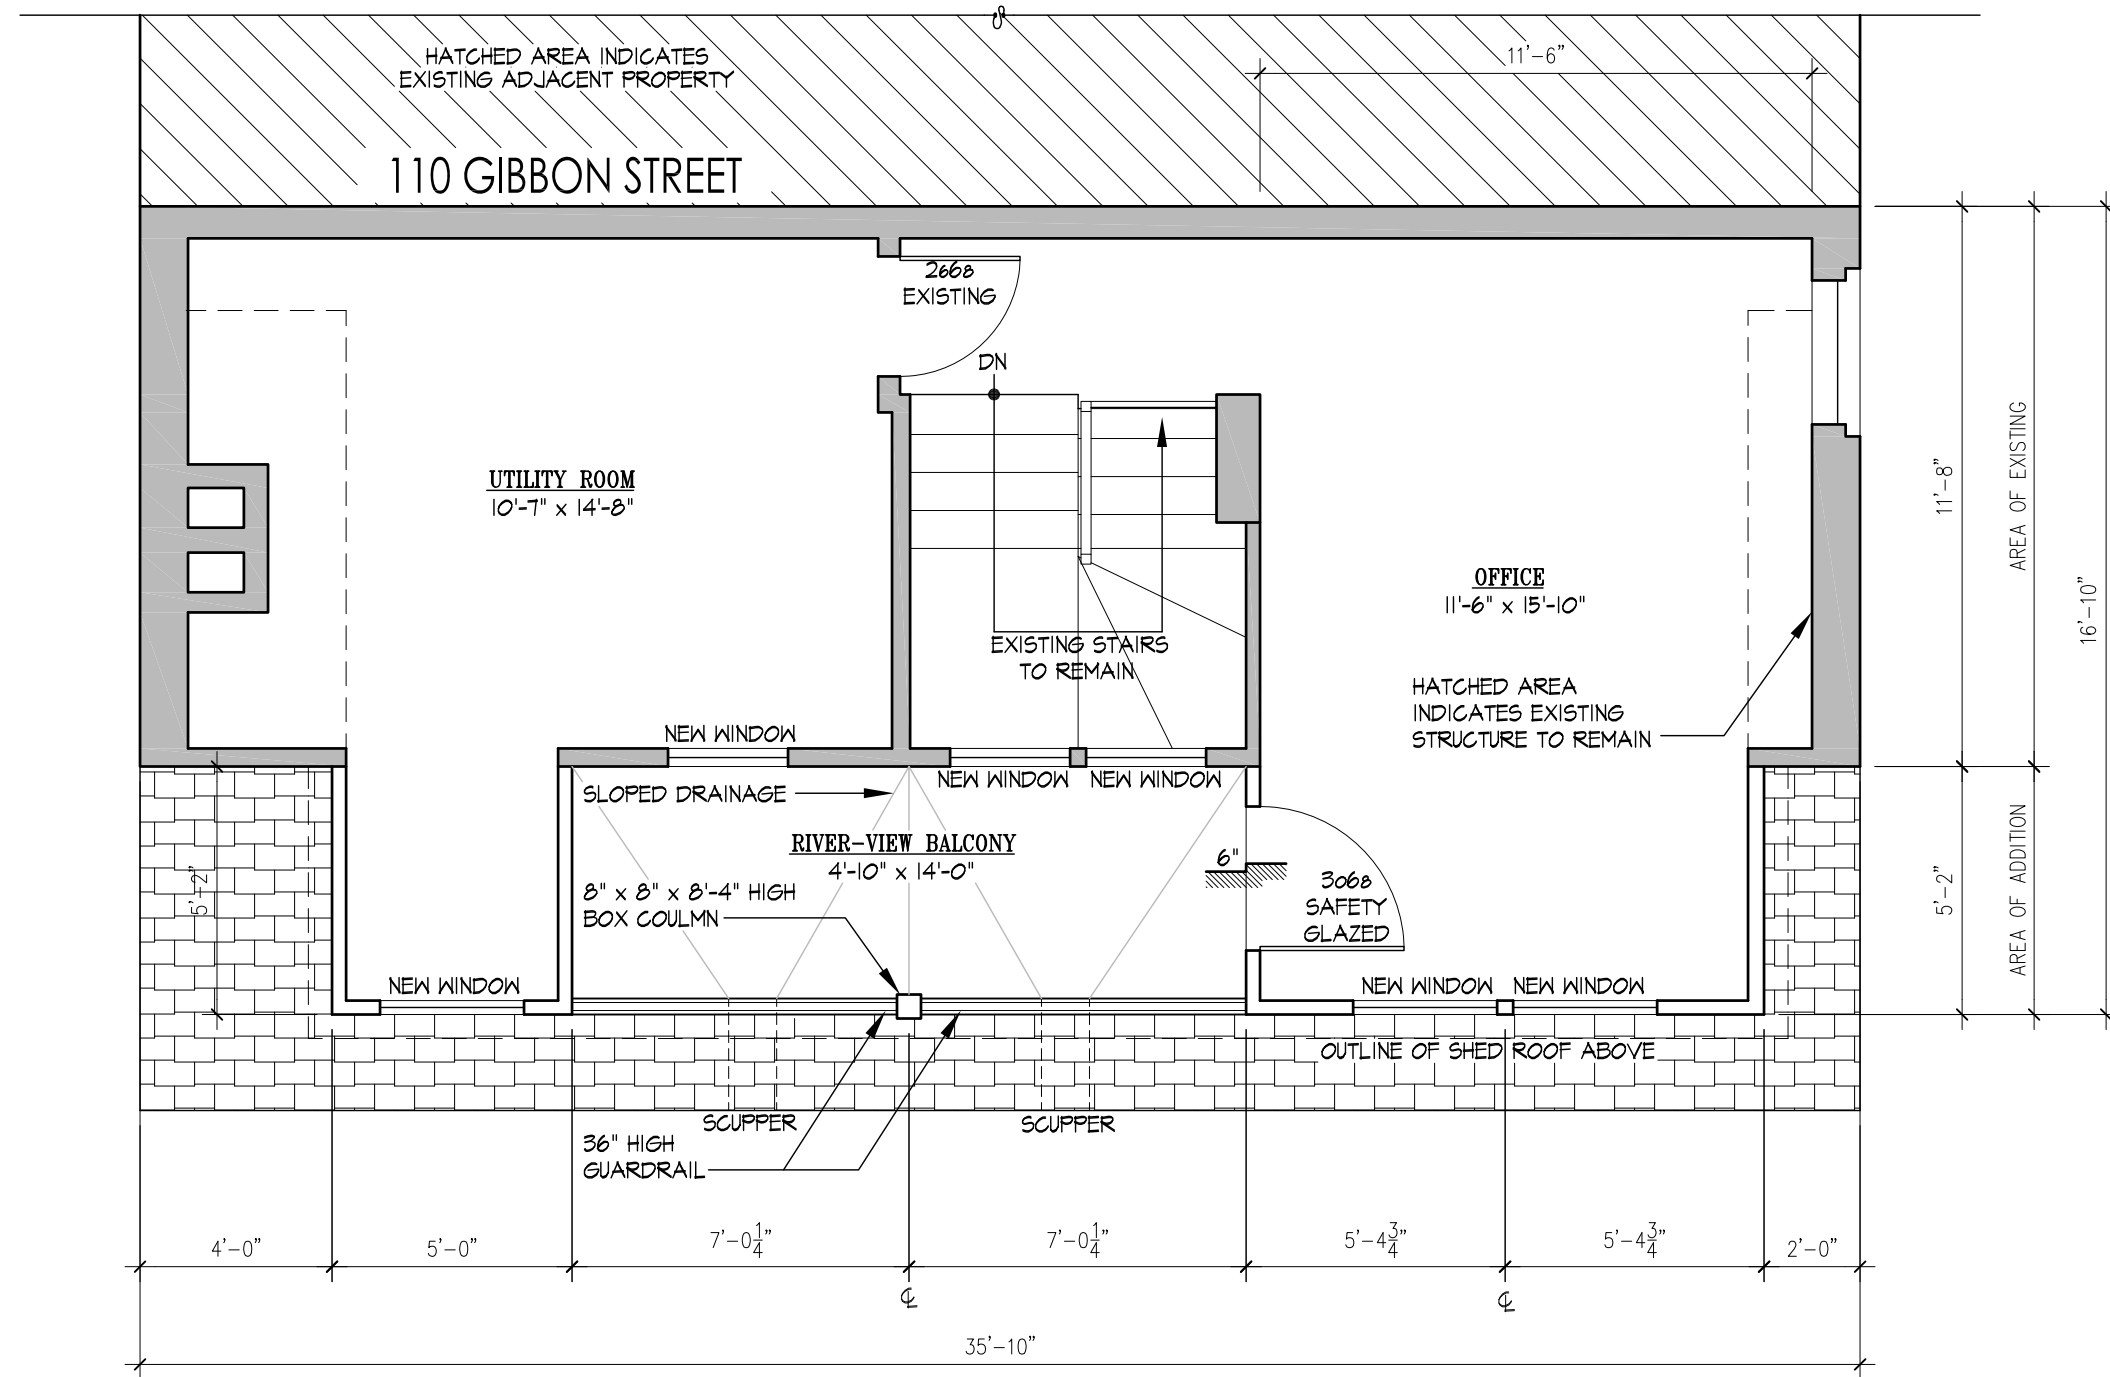 HATCHED AREA INDICATES
EXISTING ADJACENT PROPERTY
11'-6"
110 GIBBON STREET
2668
EXISTING
DN
UTILITY ROOM
10'-7" x 14'-8"
EXISTING STAIRS
TO REMAIN
OFFICE
11'-6" x 15'-10"
HATCHED AREA
INDICATES EXISTING
STRUCTURE TO REMAIN
11'-8"
AREA OF EXISTING
16'-10"
NEW WINDOW
NEW WINDOW
NEW WINDOW
SLOPED DRAINAGE
RIVER-VIEW BALCONY
4'-10" x 14'-0"
8" x 8" x 8'-4" HIGH
BOX COULMN
6"
3068
SAFETY
GLAZED
5'-2"
5'-2"
AREA OF ADDITION
NEW WINDOW
NEW WINDOW
NEW WINDOW
OUTLINE OF SHED ROOF ABOVE
SCUPPER
SCUPPER
36" HIGH
GUARDRAIL
4'-0"
5'-0"
7'-0 1/4"
7'-0 1/4"
5'-4 3/4"
5'-4 3/4"
2'-0"
℄
℄
35'-10"